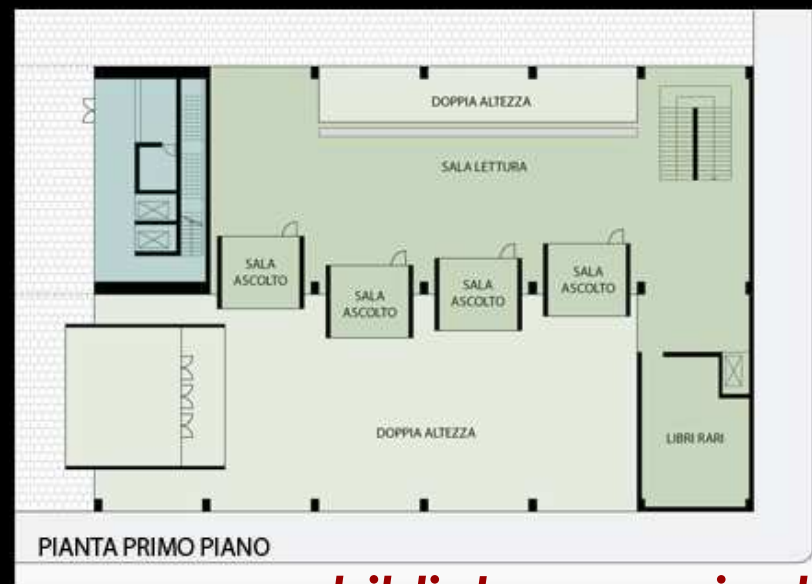 DOPPIA ALTEZZA
SALA LETTURA
SALA
ASCOLTO
SALA
ASCOLTO
SALA
ASCOLTO
SALA
ASCOLTO
DOPPIA ALTEZZA
LIBRI RARI
PIANTA PRIMO PIANO